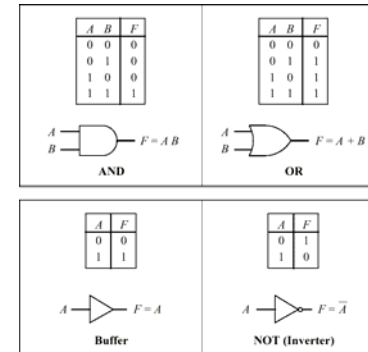 A B F
0 0 0
0 1 0
1 0 0
1 1 1
A
B
F = A B
AND
A B F
0 0 0
0 1 1
1 0 1
1 1 1
A
B
F = A + B
OR
A F
0 0
1 1
A
F = A
Buffer
A F
0 1
1 0
A
F = A̅
NOT (Inverter)